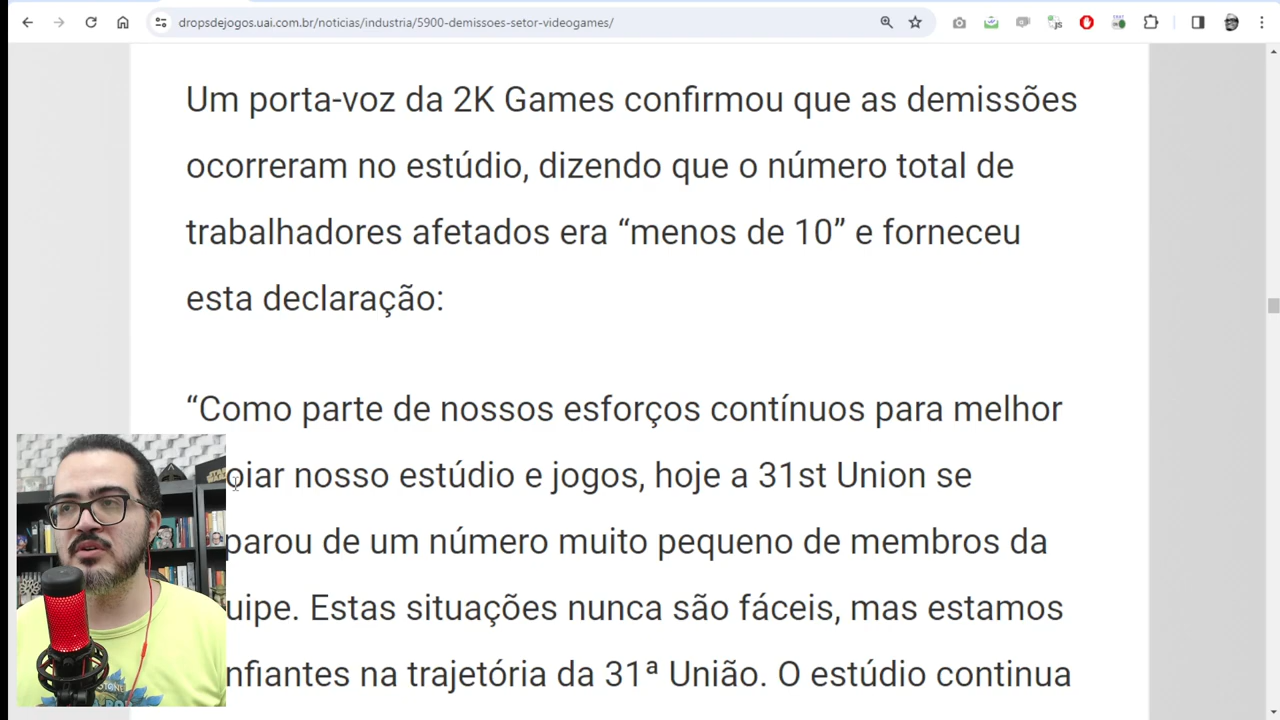 dropsdejogos.uai.com.br/noticias/industria/5900-demissoes-setor-videogames/
Um porta-voz da 2K Games confirmou que as demissões
ocorreram no estúdio, dizendo que o número total de
trabalhadores afetados era “menos de 10” e forneceu
esta declaração:
“Como parte de nossos esforços contínuos para melhor
oiar nosso estúdio e jogos, hoje a 31st Union se
parou de um número muito pequeno de membros da
uipe. Estas situações nunca são fáceis, mas estamos
nfiantes na trajetória da 31ª União. O estúdio continua
STAR
WARS